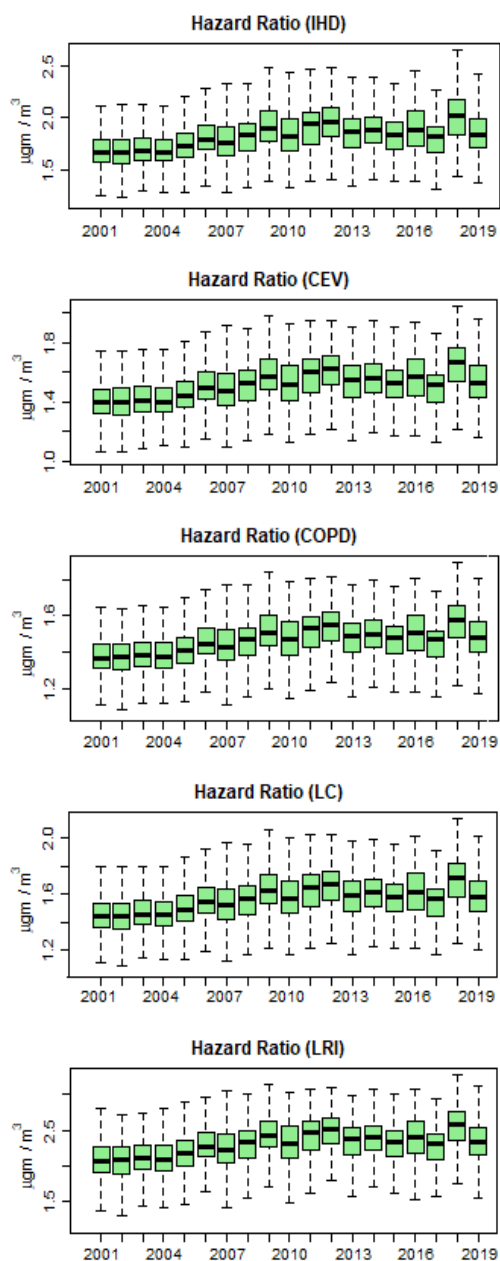 Hazard Ratio (IHD)
μgm / m³
2.5
2.0
1.5
2001 2004 2007 2010 2013 2016 2019
Hazard Ratio (CEV)
μgm / m³
1.8
1.4
1.0
2001 2004 2007 2010 2013 2016 2019
Hazard Ratio (COPD)
μgm / m³
1.6
1.2
2001 2004 2007 2010 2013 2016 2019
Hazard Ratio (LC)
μgm / m³
2.0
1.6
1.2
2001 2004 2007 2010 2013 2016 2019
Hazard Ratio (LRI)
μgm / m³
2.5
1.5
2001 2004 2007 2010 2013 2016 2019